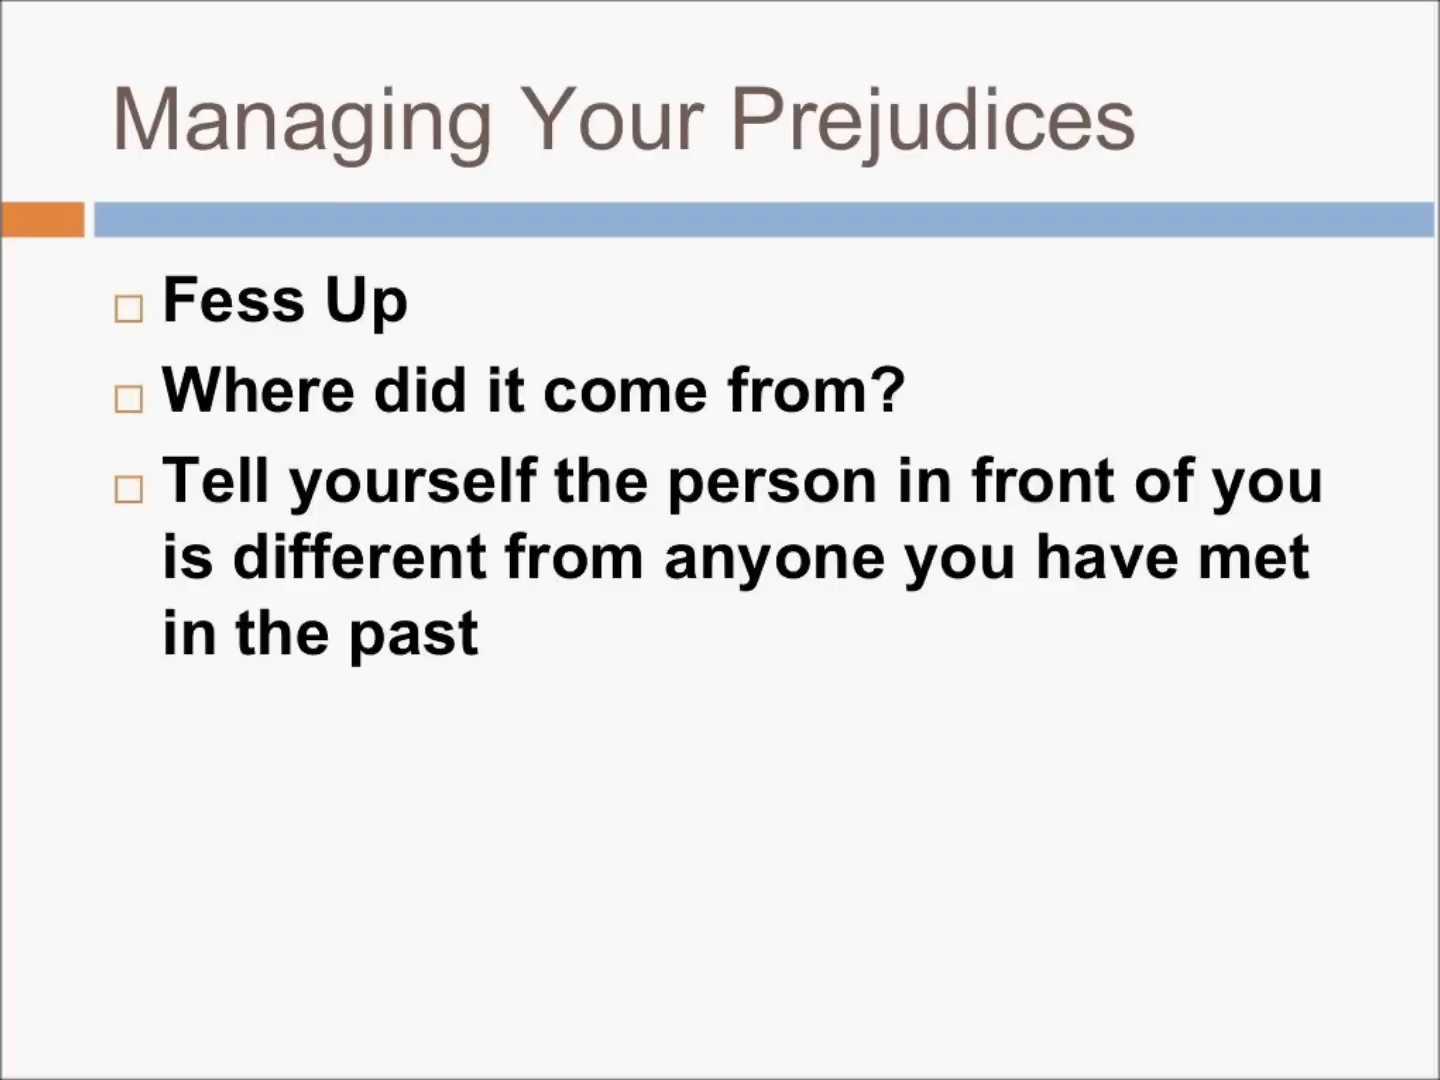 Managing Your Prejudices
Fess Up
Where did it come from?
Tell yourself the person in front of you
is different from anyone you have met
in the past